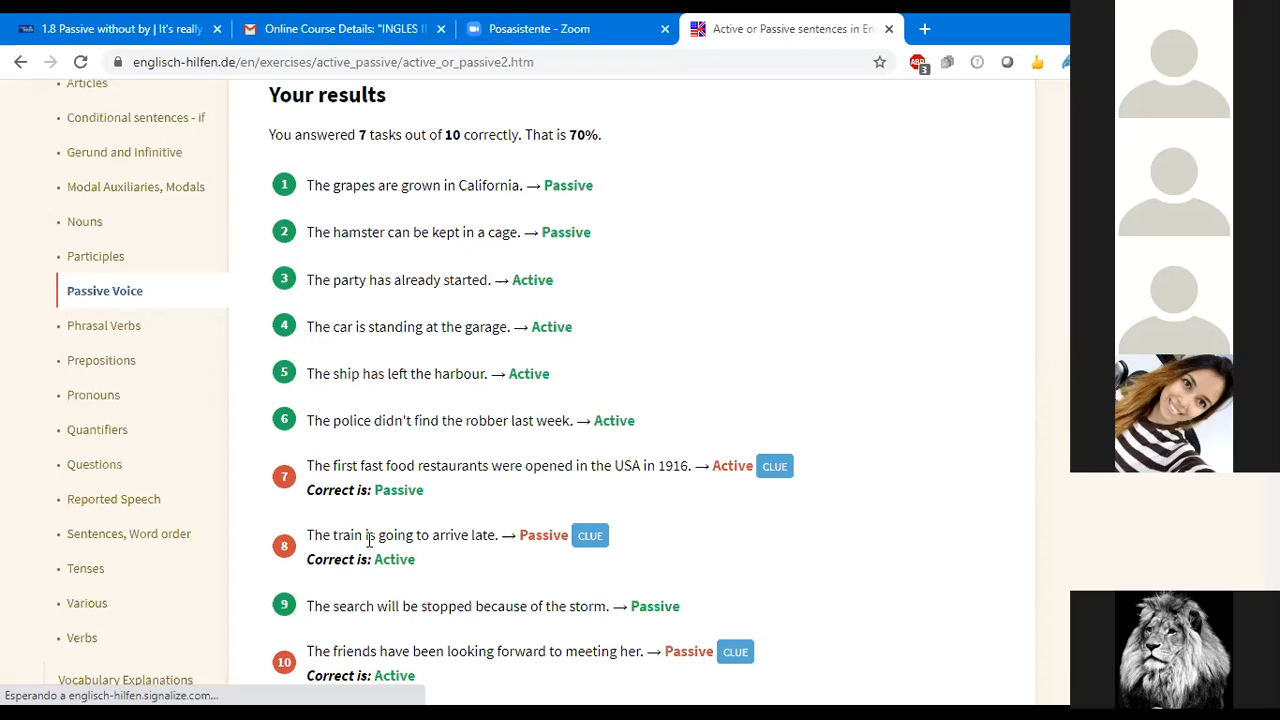 1.8 Passive without by | It's really
Online Course Details: "INGLES II
Posasistente - Zoom
Active or Passive sentences in En
englisch-hilfen.de/en/exercises/active_passive/active_or_passive2.htm
ABP
3
Articles
Conditional sentences - if
Gerund and Infinitive
Modal Auxiliaries, Modals
Nouns
Participles
Passive Voice
Phrasal Verbs
Prepositions
Pronouns
Quantifiers
Questions
Reported Speech
Sentences, Word order
Tenses
Various
Verbs
Vocabulary Explanations
Esperando a englisch-hilfen.signalize.com...
Your results
You answered 7 tasks out of 10 correctly. That is 70%.
1 The grapes are grown in California. → Passive
2 The hamster can be kept in a cage. → Passive
3 The party has already started. → Active
4 The car is standing at the garage. → Active
5 The ship has left the harbour. → Active
6 The police didn't find the robber last week. → Active
7 The first fast food restaurants were opened in the USA in 1916. → Active CLUE
Correct is: Passive
8 The train is going to arrive late. → Passive CLUE
Correct is: Active
9 The search will be stopped because of the storm. → Passive
10 The friends have been looking forward to meeting her. → Passive CLUE
Correct is: Active